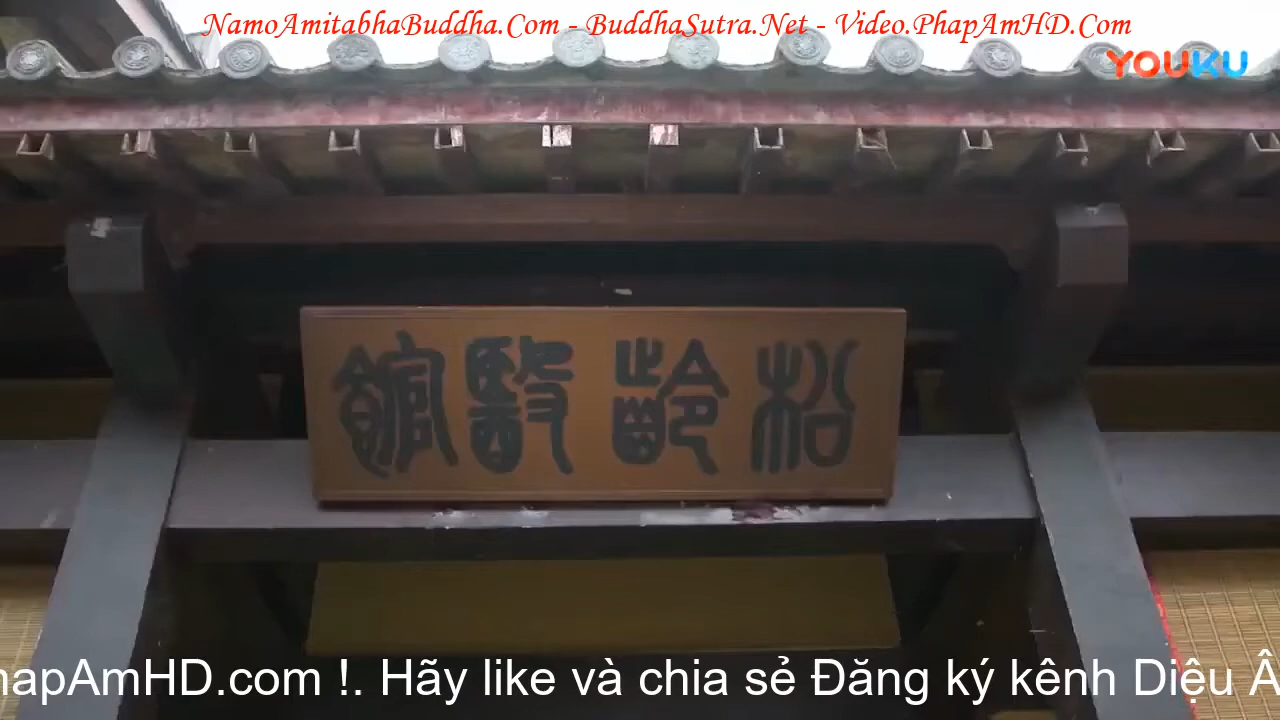 NamoAmitabhaBuddha.Com - BuddhaSutra.Net - Video.PhapAmHD.Com
YOUKU
松齡醫館
hapAmHD.com !. Hãy like và chia sẻ Đăng ký kênh Diệu Â